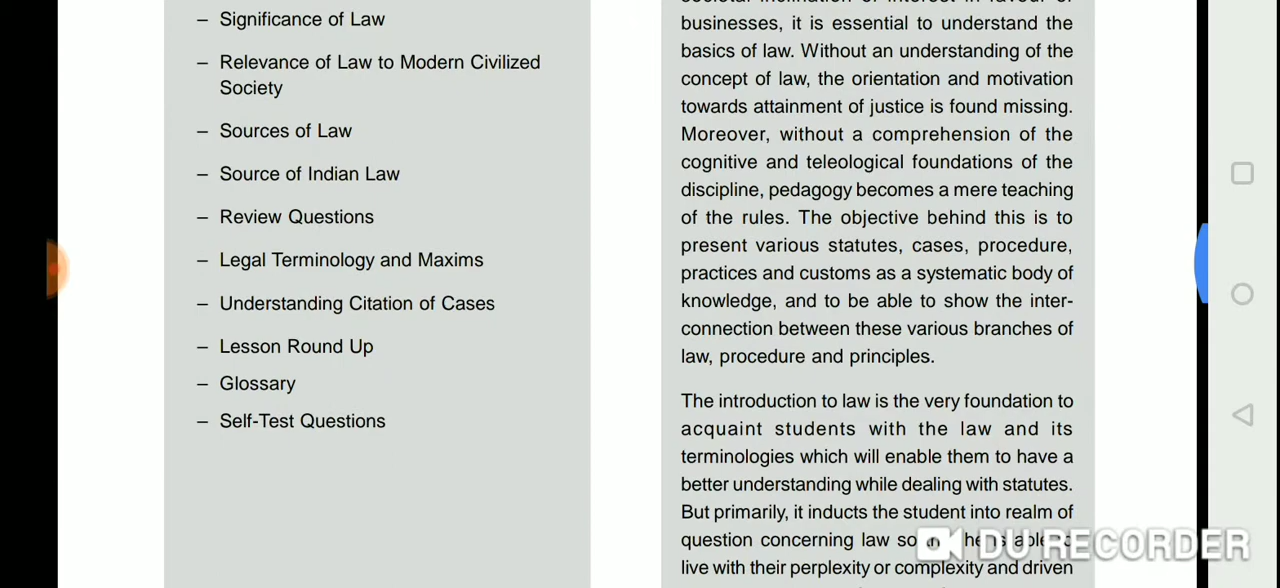 – Significance of Law
– Relevance of Law to Modern Civilized
Society
– Sources of Law
– Source of Indian Law
– Review Questions
– Legal Terminology and Maxims
– Understanding Citation of Cases
– Lesson Round Up
– Glossary
– Self-Test Questions
businesses, it is essential to understand the
basics of law. Without an understanding of the
concept of law, the orientation and motivation
towards attainment of justice is found missing.
Moreover, without a comprehension of the
cognitive and teleological foundations of the
discipline, pedagogy becomes a mere teaching
of the rules. The objective behind this is to
present various statutes, cases, procedure,
practices and customs as a systematic body of
knowledge, and to be able to show the inter-
connection between these various branches of
law, procedure and principles.
The introduction to law is the very foundation to
acquaint students with the law and its
terminologies which will enable them to have a
better understanding while dealing with statutes.
But primarily, it inducts the student into realm of
question concerning law so
live with their perplexity or complexity and driven
DU RECORDER